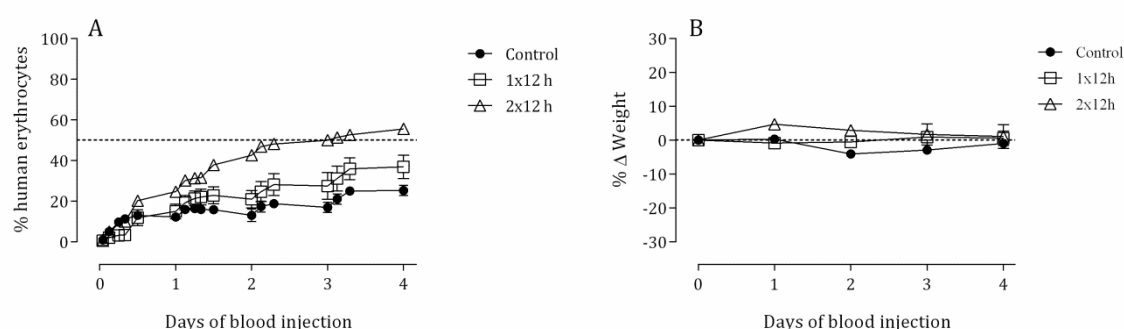 A
% human erythrocytes
100
80
60
40
20
0
0 1 2 3 4
Days of blood injection
Control
1x12 h
2x12 h
B
% Δ Weight
30
20
10
0
-10
-20
-30
0 1 2 3 4
Days of blood injection
Control
1x12h
2x12h